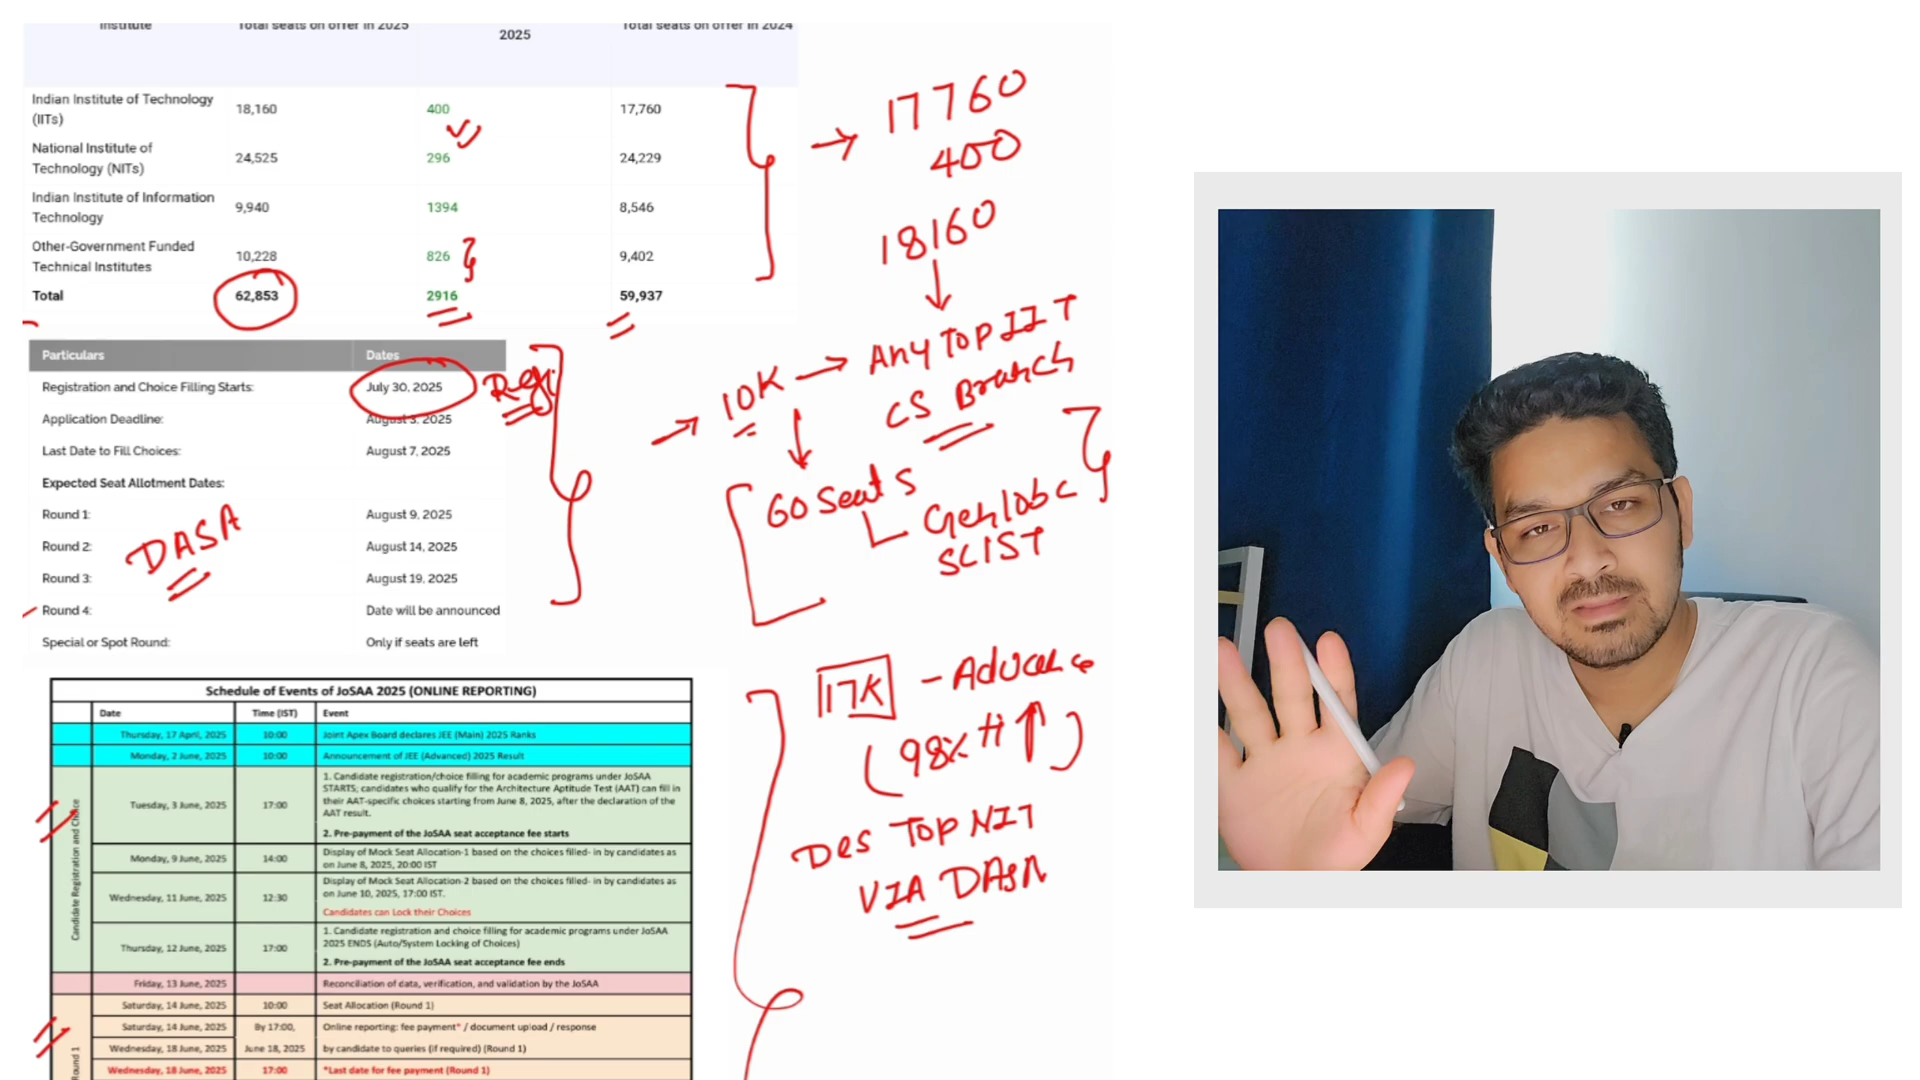 Institute Total seats on offer in 2025 2025 Total seats on offer in 2024
Indian Institute of Technology (IITs) 18,160 400 17,760
National Institute of Technology (NITs) 24,525 296 24,229
Indian Institute of Information Technology 9,940 1394 8,546
Other-Government Funded Technical Institutes 10,228 826 9,402
Total 62,853 2916 59,937
Particulars Dates
Registration and Choice Filling Starts: July 30, 2025
Application Deadline: August 3, 2025
Last Date to Fill Choices: August 7, 2025
Expected Seat Allotment Dates:
Round 1: August 9, 2025
Round 2: August 14, 2025
Round 3: August 19, 2025
Round 4: Date will be announced
Special or Spot Round: Only if seats are left
DASA
Schedule of Events of JoSAA 2025 (ONLINE REPORTING)
Date Time (IST) Event
Thursday, 17 April, 2025 10:00 Joint Apex Board declares JEE (Main) 2025 Ranks
Monday, 2 June, 2025 10:00 Announcement of JEE (Advanced) 2025 Result
Candidate Registration and Choice
Tuesday, 3 June, 2025 17:00 1. Candidate registration/choice filling for academic programs under JoSAA
STARTS; candidates who qualify for the Architecture Aptitude Test (AAT) can fill in
their AAT-specific choices starting from June 8, 2025, after the declaration of the
AAT result.
2. Pre-payment of the JoSAA seat acceptance fee starts
Monday, 9 June, 2025 14:00 Display of Mock Seat Allocation-1 based on the choices filled- in by candidates as
on June 8, 2025, 20:00 IST
Wednesday, 11 June, 2025 12:30 Display of Mock Seat Allocation-2 based on the choices filled- in by candidates as
on June 10, 2025, 17:00 IST.
Candidates can Lock their Choices
Thursday, 12 June, 2025 17:00 1. Candidate registration and choice filling for academic programs under JoSAA
2025 ENDS (Auto/System Locking of Choices)
2. Pre-payment of the JoSAA seat acceptance fee ends
Friday, 13 June, 2025 Reconciliation of data, verification, and validation by the JoSAA
Round 1
Saturday, 14 June, 2025 10:00 Seat Allocation (Round 1)
Saturday, 14 June, 2025 By 17:00, Online reporting: fee payment* / document upload / response
Wednesday, 18 June, 2025 June 18, 2025 by candidate to queries (if required) (Round 1)
Wednesday, 18 June, 2025 17:00 *Last date for fee payment (Round 1)
17760
400
18160
10K Any Top IIT
CS Branch
60 Seats
SC/ST
17K - Advance
Top NIT
VIA DASA